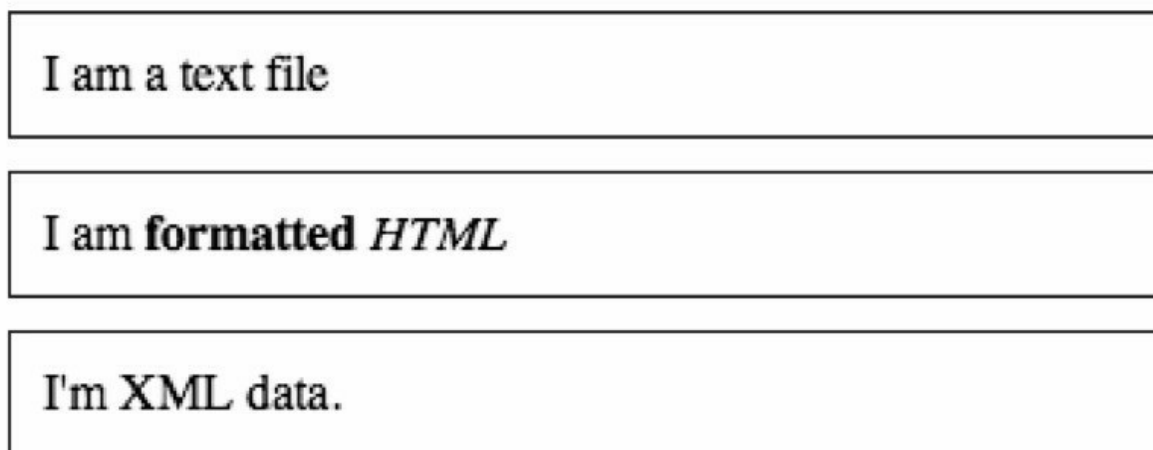 I am a text file
I am formatted HTML
I'm XML data.